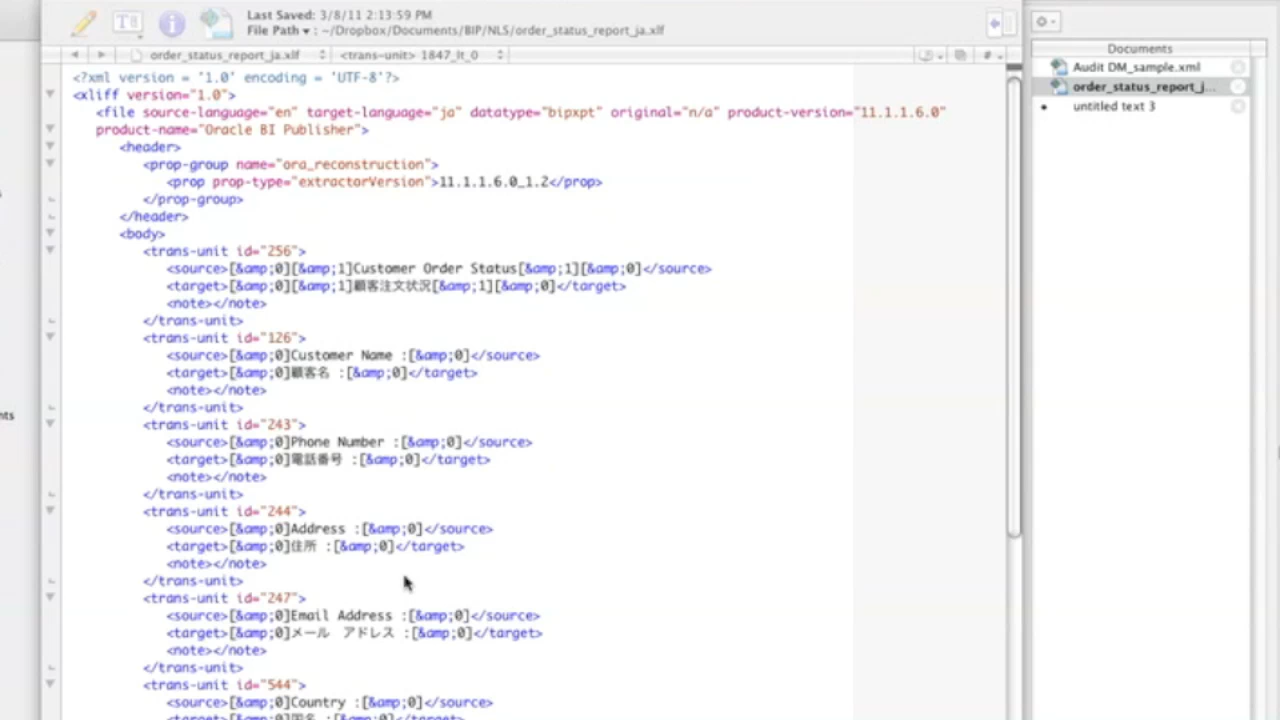 Last Saved: 3/8/11 2:13:59 PM
File Path ▾ : ~/Dropbox/Documents/BIP/NLS/order_status_report_ja.xlf
order_status_report_ja.xlf <trans-unit> 1847_lt_0
Documents
Audit DM_sample.xml
order_status_report_j...
untitled text 3
<?xml version = '1.0' encoding = 'UTF-8'?>
<xliff version="1.0">
<file source-language="en" target-language="ja" datatype="bipxpt" original="n/a" product-version="11.1.1.6.0"
product-name="Oracle BI Publisher">
<header>
<prop-group name="ora_reconstruction">
<prop prop-type="extractorVersion">11.1.1.6.0_1.2</prop>
</prop-group>
</header>
<body>
<trans-unit id="256">
<source>[&amp;0][&amp;1]Customer Order Status[&amp;1][&amp;0]</source>
<target>[&amp;0][&amp;1]顧客注文状況[&amp;1][&amp;0]</target>
<note></note>
</trans-unit>
<trans-unit id="126">
<source>[&amp;0]Customer Name :[&amp;0]</source>
<target>[&amp;0]顧客名 :[&amp;0]</target>
<note></note>
</trans-unit>
<trans-unit id="243">
<source>[&amp;0]Phone Number :[&amp;0]</source>
<target>[&amp;0]電話番号 :[&amp;0]</target>
<note></note>
</trans-unit>
<trans-unit id="244">
<source>[&amp;0]Address :[&amp;0]</source>
<target>[&amp;0]住所 :[&amp;0]</target>
<note></note>
</trans-unit>
<trans-unit id="247">
<source>[&amp;0]Email Address :[&amp;0]</source>
<target>[&amp;0]メール　アドレス :[&amp;0]</target>
<note></note>
</trans-unit>
<trans-unit id="544">
<source>[&amp;0]Country :[&amp;0]</source>
<target>[&amp;0]国名 :[&amp;0]</target>